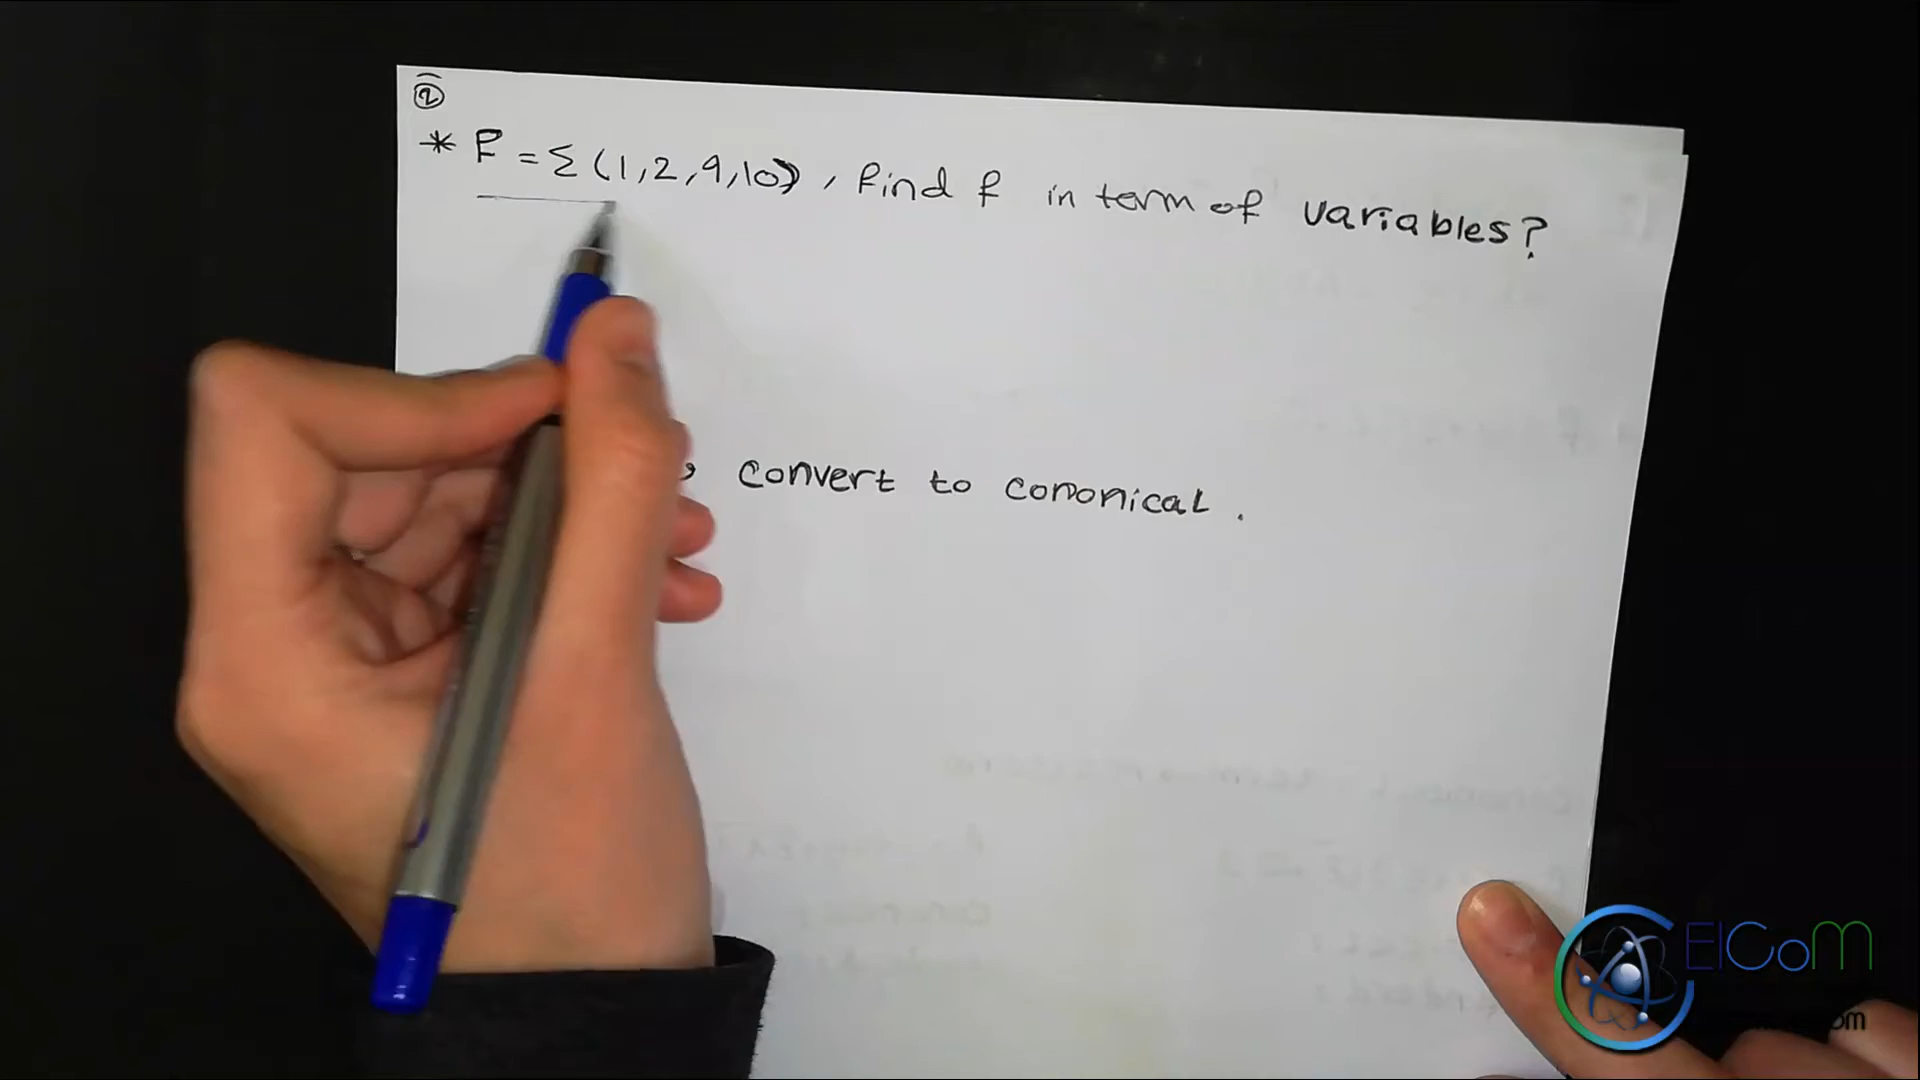 2
* F = Σ (1,2,9,10) , find f in term of variables?
, convert to cononical .
ElCoM